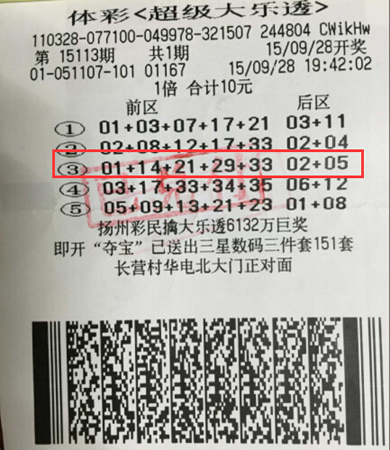 体彩<超级大乐透>
110328-077100-049978-321507 244804 CWikHw
第 15113期 共1期 15/09/28开奖
01-051107-101 01167 15/09/28 19:42:02
1倍 合计10元
前区 后区
① 01+03+07+17+21 03+11
② 02+08+12+17+33 02+04
③ 01+14+21+29+33 02+05
④ 03+17+33+34+35 06+12
⑤ 05+09+13+21+23 01+08
扬州彩民擒大乐透6132万巨奖
即开“夺宝”已送出三星数码三件套151套
长营村华电北大门正对面